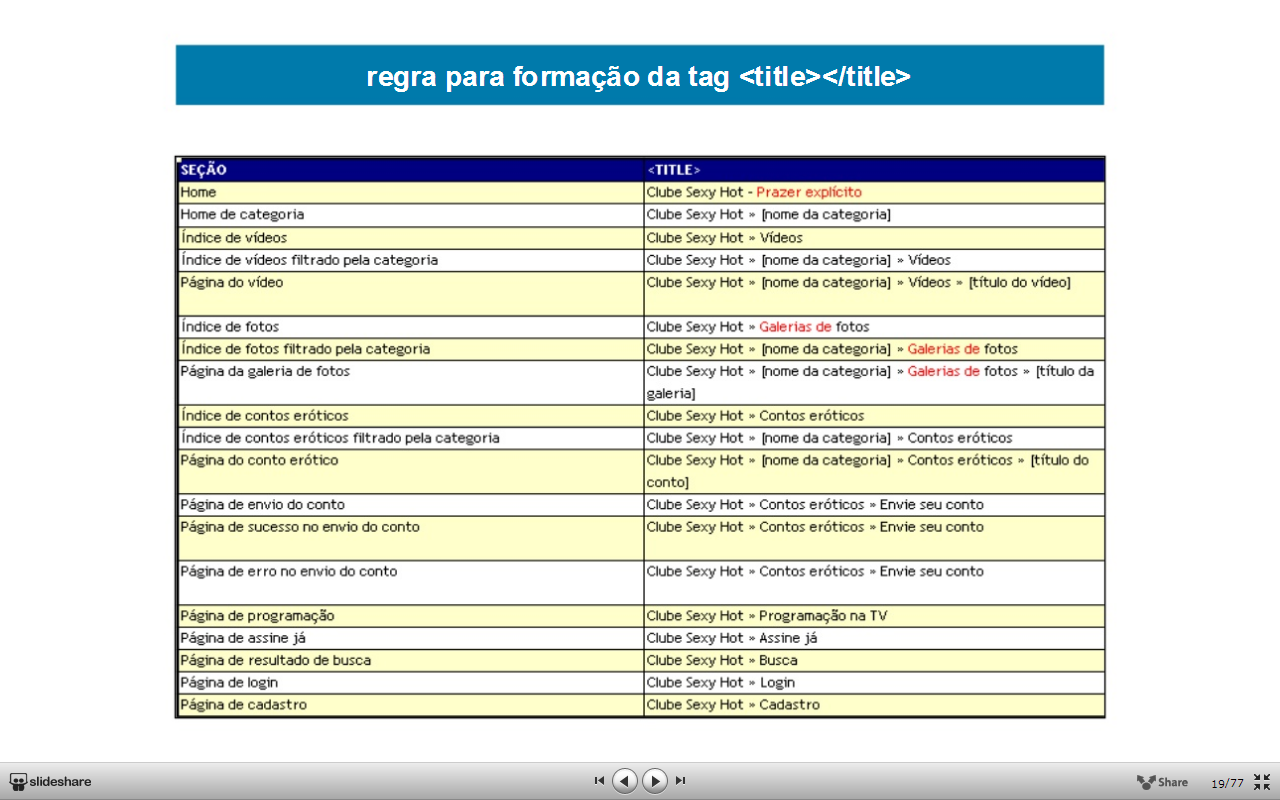 regra para formação da tag <title></title>
SEÇÃO <TITLE>
Home Clube Sexy Hot - Prazer explícito
Home de categoria Clube Sexy Hot » [nome da categoria]
Índice de vídeos Clube Sexy Hot » Vídeos
Índice de vídeos filtrado pela categoria Clube Sexy Hot » [nome da categoria] » Vídeos
Página do vídeo Clube Sexy Hot » [nome da categoria] » Vídeos » [título do vídeo]
Índice de fotos Clube Sexy Hot » Galerias de fotos
Índice de fotos filtrado pela categoria Clube Sexy Hot » [nome da categoria] » Galerias de fotos
Página da galeria de fotos Clube Sexy Hot » [nome da categoria] » Galerias de fotos » [título da
galeria]
Índice de contos eróticos Clube Sexy Hot » Contos eróticos
Índice de contos eróticos filtrado pela categoria Clube Sexy Hot » [nome da categoria] » Contos eróticos
Página do conto erótico Clube Sexy Hot » [nome da categoria] » Contos eróticos » [título do
conto]
Página de envio do conto Clube Sexy Hot » Contos eróticos » Envie seu conto
Página de sucesso no envio do conto Clube Sexy Hot » Contos eróticos » Envie seu conto
Página de erro no envio do conto Clube Sexy Hot » Contos eróticos » Envie seu conto
Página de programação Clube Sexy Hot » Programação na TV
Página de assine já Clube Sexy Hot » Assine já
Página de resultado de busca Clube Sexy Hot » Busca
Página de login Clube Sexy Hot » Login
Página de cadastro Clube Sexy Hot » Cadastro
slideshare Share 19/77